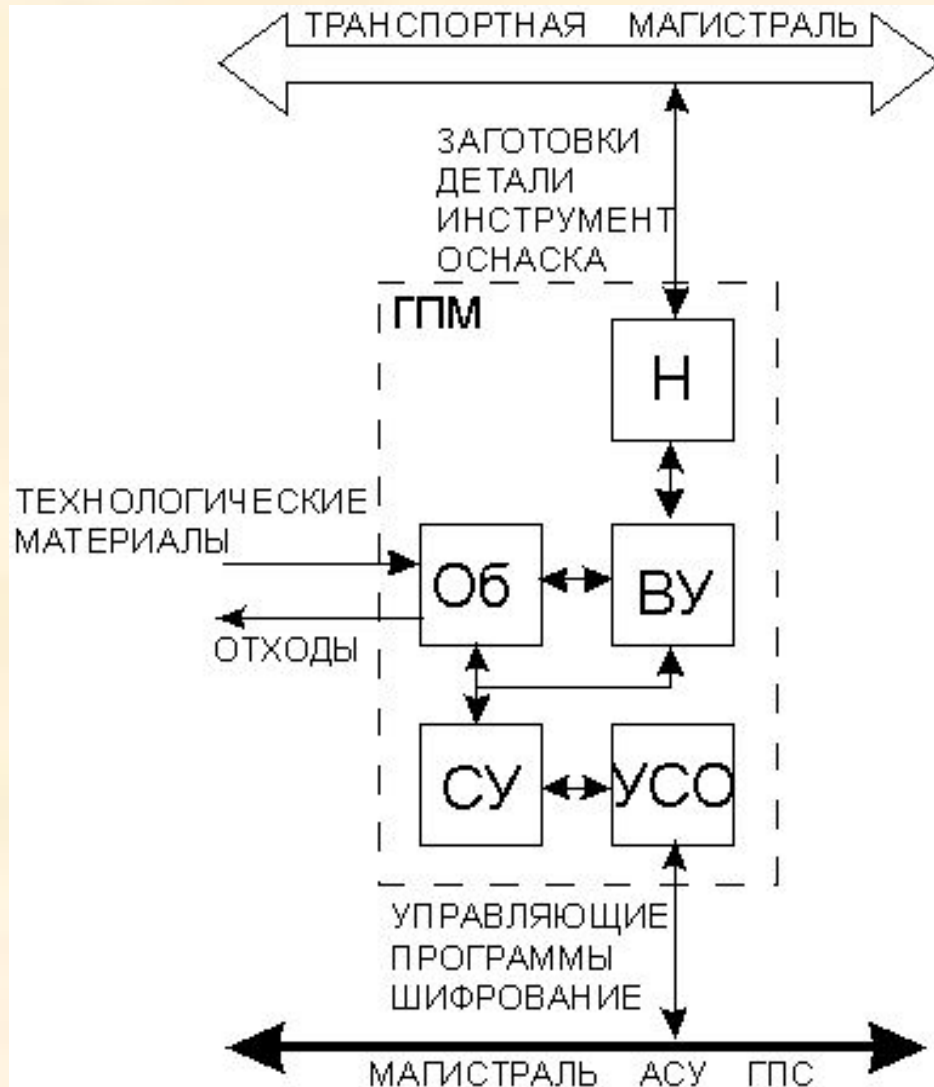 ТРАНСПОРТНАЯ МАГИСТРАЛЬ
ЗАГОТОВКИ
ДЕТАЛИ
ИНСТРУМЕНТ
ОСНАСКА
ГПМ
Н
ТЕХНОЛОГИЧЕСКИЕ
МАТЕРИАЛЫ
Об
ВУ
ОТХОДЫ
СУ
УСО
УПРАВЛЯЮЩИЕ
ПРОГРАММЫ
ШИФРОВАНИЕ
МАГИСТРАЛЬ АСУ ГПС